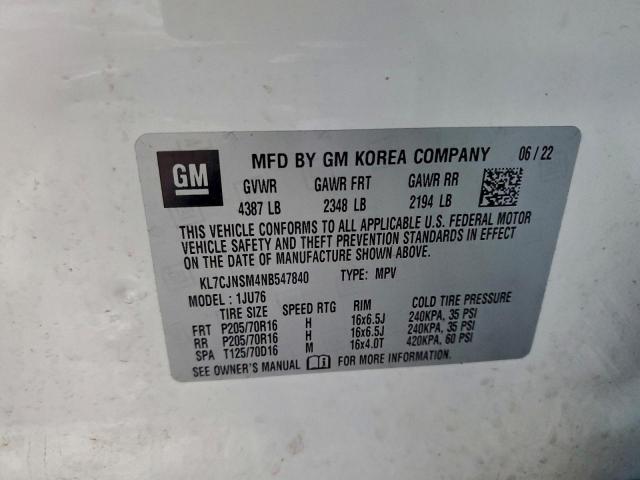 GM MFD BY GM KOREA COMPANY 06 / 22
GVWR GAWR FRT GAWR RR
4387 LB 2348 LB 2194 LB
THIS VEHICLE CONFORMS TO ALL APPLICABLE U.S. FEDERAL MOTOR
VEHICLE SAFETY AND THEFT PREVENTION STANDARDS IN EFFECT
ON THE DATE OF MANUFACTURE SHOWN ABOVE.
KL7CJNSM4NB547840 TYPE: MPV
MODEL : 1JU76
TIRE SIZE SPEED RTG RIM COLD TIRE PRESSURE
FRT P205/70R16 H 16x6.5J 240KPA, 35 PSI
RR P205/70R16 H 16x6.5J 240KPA, 35 PSI
SPA T125/70D16 M 16x4.0T 420KPA, 60 PSI
SEE OWNER'S MANUAL FOR MORE INFORMATION.